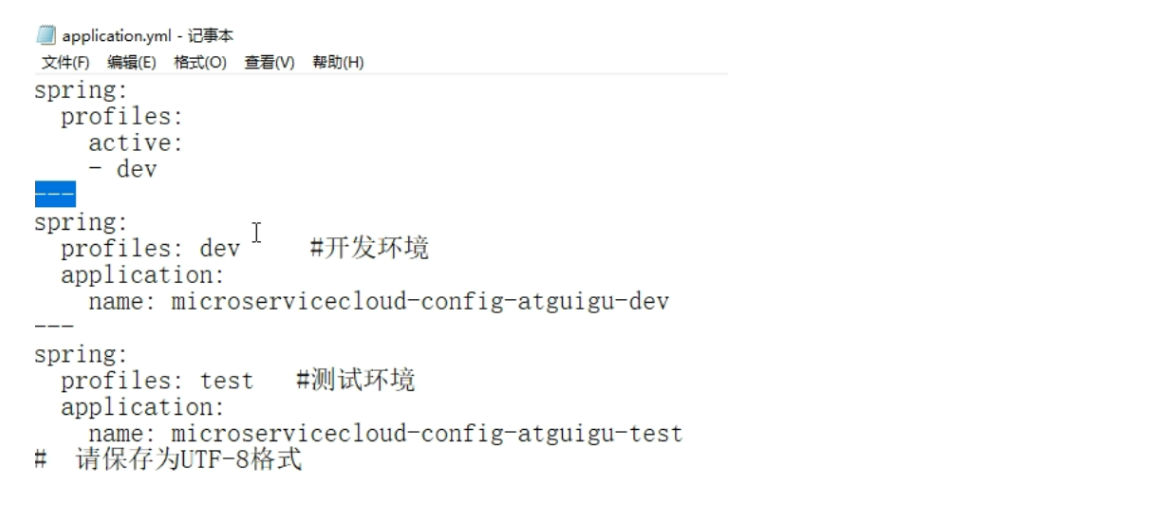 application.yml - 记事本
文件(F) 编辑(E) 格式(O) 查看(V) 帮助(H)
spring:
  profiles:
    active:
    - dev
---
spring:
  profiles: dev     #开发环境
  application:
    name: microservicecloud-config-atguigu-dev
---
spring:
  profiles: test   #测试环境
  application:
    name: microservicecloud-config-atguigu-test
#  请保存为UTF-8格式